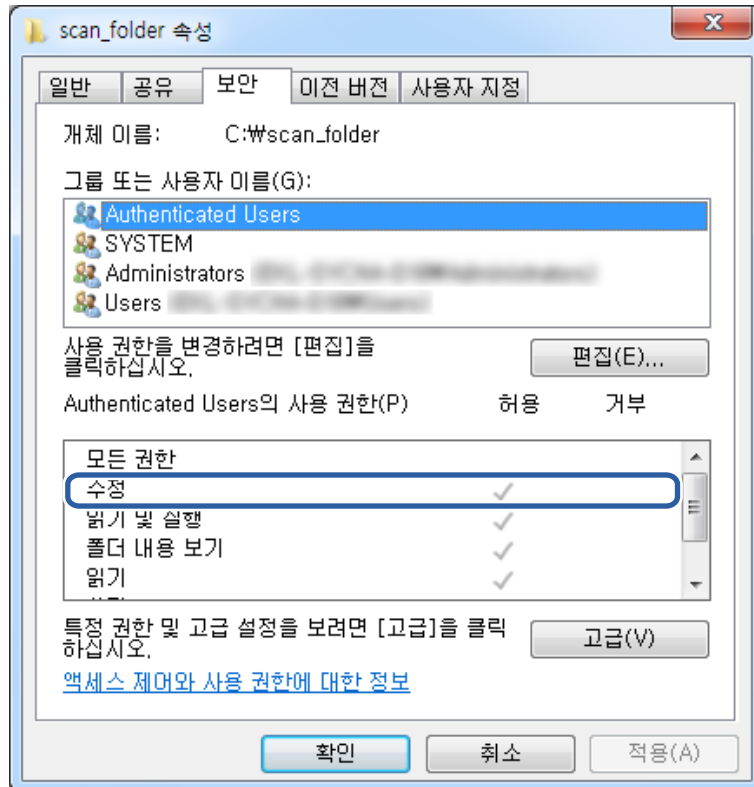 scan_folder 속성
일반 공유 보안 이전 버전 사용자 지정
개체 이름: C:₩scan_folder
그룹 또는 사용자 이름(G):
Authenticated Users
SYSTEM
Administrators
Users
사용 권한을 변경하려면 [편집]을
클릭하십시오.
편집(E)...
Authenticated Users의 사용 권한(P) 허용 거부
모든 권한
수정
읽기 및 실행
폴더 내용 보기
읽기
특정 권한 및 고급 설정을 보려면 [고급]을 클릭
하십시오.
고급(V)
액세스 제어와 사용 권한에 대한 정보
확인 취소 적용(A)